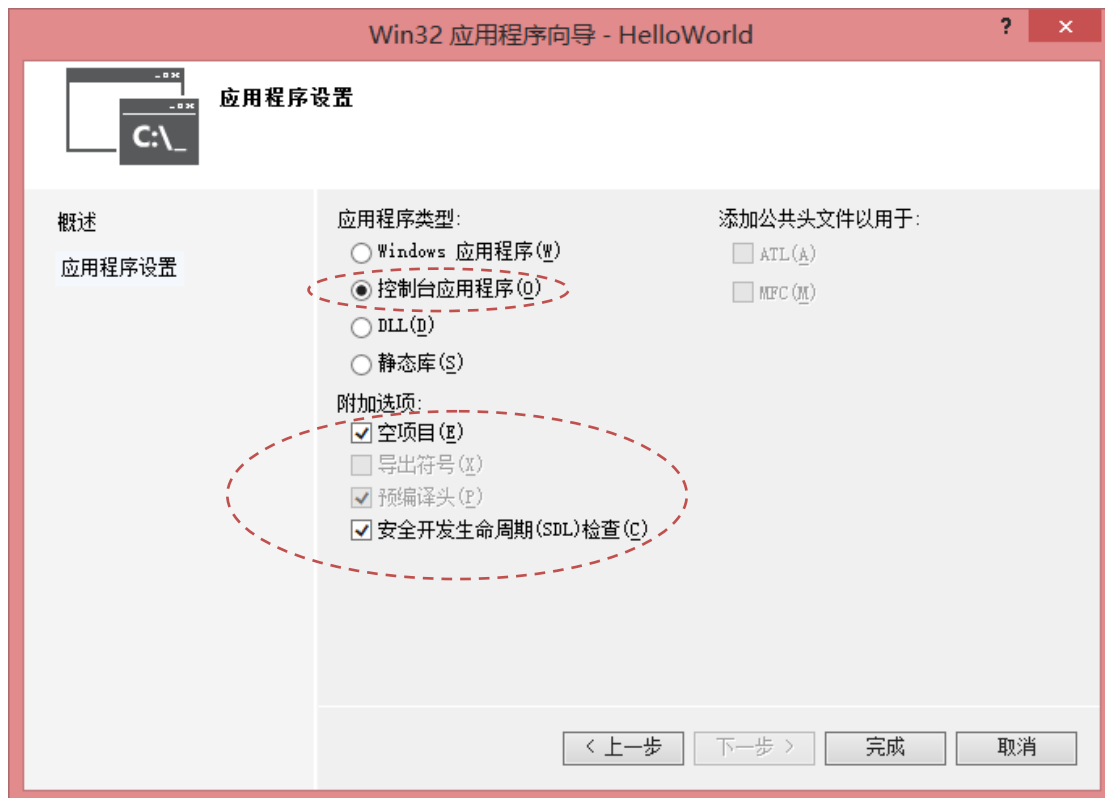 Win32 应用程序向导 - HelloWorld
?
×
C:\_
应用程序设置
概述
应用程序设置
应用程序类型:
Windows 应用程序(W)
控制台应用程序(O)
DLL(D)
静态库(S)
附加选项:
空项目(E)
导出符号(X)
预编译头(P)
安全开发生命周期(SDL)检查(C)
添加公共头文件以用于:
ATL(A)
MFC(M)
< 上一步
下一步 >
完成
取消